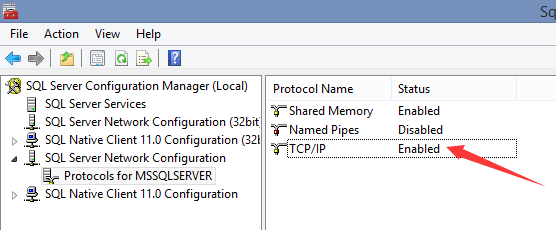 Sq
File Action View Help
SQL Server Configuration Manager (Local)
SQL Server Services
SQL Server Network Configuration (32bit)
SQL Native Client 11.0 Configuration (32b
SQL Server Network Configuration
Protocols for MSSQLSERVER
SQL Native Client 11.0 Configuration
Protocol Name Status
Shared Memory Enabled
Named Pipes Disabled
TCP/IP Enabled